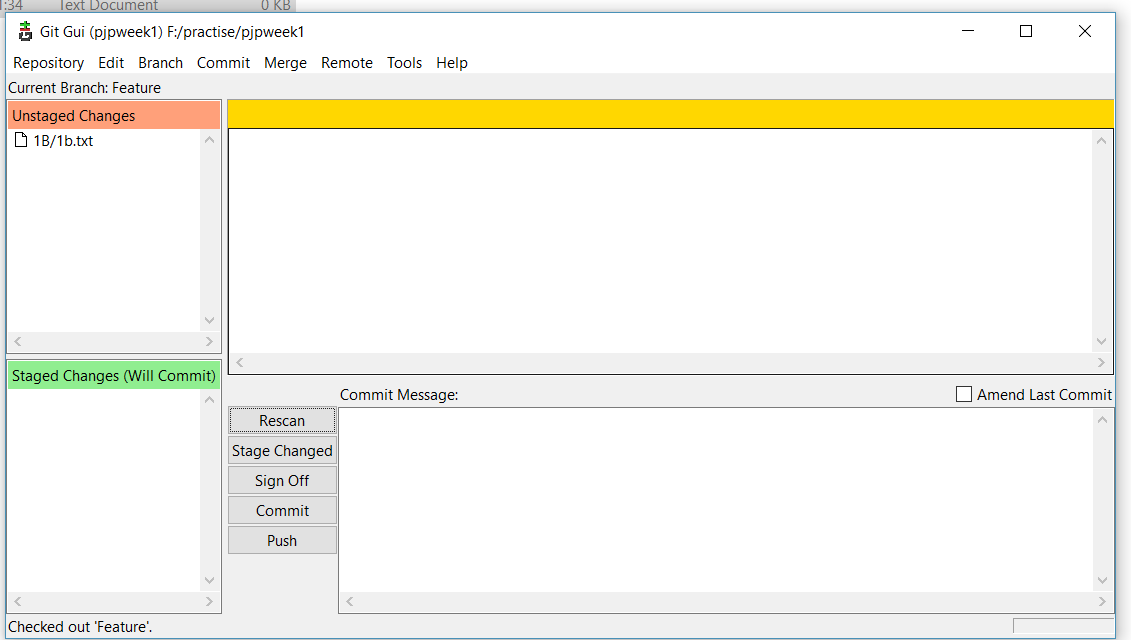 1:34 Text Document 0 KB
Git Gui (pjpweek1) F:/practise/pjpweek1
Repository Edit Branch Commit Merge Remote Tools Help
Current Branch: Feature
Unstaged Changes
1B/1b.txt
Staged Changes (Will Commit)
Commit Message:
Amend Last Commit
Rescan
Stage Changed
Sign Off
Commit
Push
Checked out 'Feature'.